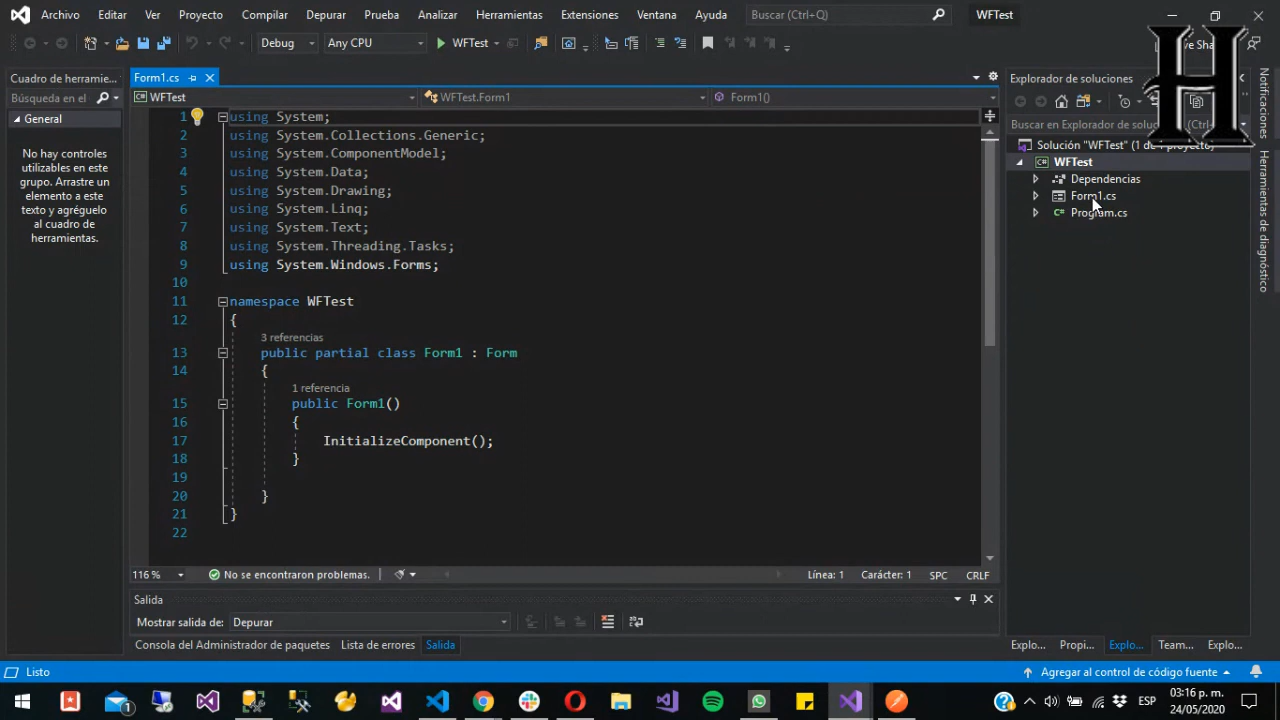 Archivo Editar Ver Proyecto Compilar Depurar Prueba Analizar Herramientas Extensiones Ventana Ayuda Buscar (Ctrl+Q) WFTest
Debug Any CPU WFTest
H
Cuadro de herramie...
Búsqueda en el
General
No hay controles
utilizables en este
grupo. Arrastre un
elemento a este
texto y agréguelo
al cuadro de
herramientas.
Form1.cs
WFTest WFTest.Form1 Form1()
1 using System;
2 using System.Collections.Generic;
3 using System.ComponentModel;
4 using System.Data;
5 using System.Drawing;
6 using System.Linq;
7 using System.Text;
8 using System.Threading.Tasks;
9 using System.Windows.Forms;
10
11 namespace WFTest
12 {
3 referencias
13 public partial class Form1 : Form
14 {
1 referencia
15 public Form1()
16 {
17 InitializeComponent();
18 }
19
20 }
21 }
22
116 % No se encontraron problemas. Línea: 1 Carácter: 1 SPC CRLF
Salida
Mostrar salida de: Depurar
Consola del Administrador de paquetes Lista de errores Salida
Explorador de soluciones
Buscar en Explorador de soluc
Solución "WFTest" (1 de
WFTest
Dependencias
Form1.cs
Program.cs
Explo... Propi... Explo... Team... Explo...
Notificaciones
Herramientas de diagnóstico
Listo Agregar al control de código fuente
1 ESP 03:16 p. m.
24/05/2020